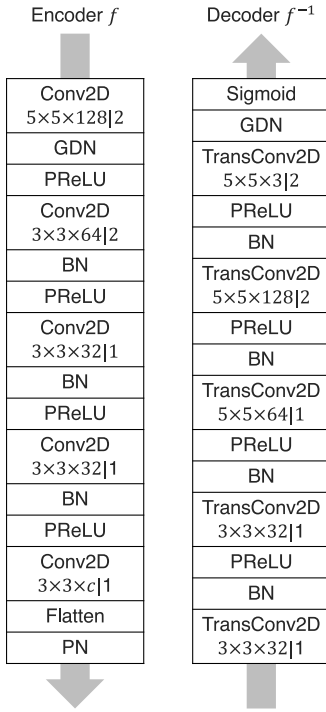 Encoder f
Conv2D
5×5×128|2
GDN
PReLU
Conv2D
3×3×64|2
BN
PReLU
Conv2D
3×3×32|1
BN
PReLU
Conv2D
3×3×32|1
BN
PReLU
Conv2D
3×3×c|1
Flatten
PN
Decoder f⁻¹
Sigmoid
GDN
TransConv2D
5×5×3|2
PReLU
BN
TransConv2D
5×5×128|2
PReLU
BN
TransConv2D
5×5×64|1
PReLU
BN
TransConv2D
3×3×32|1
PReLU
BN
TransConv2D
3×3×32|1